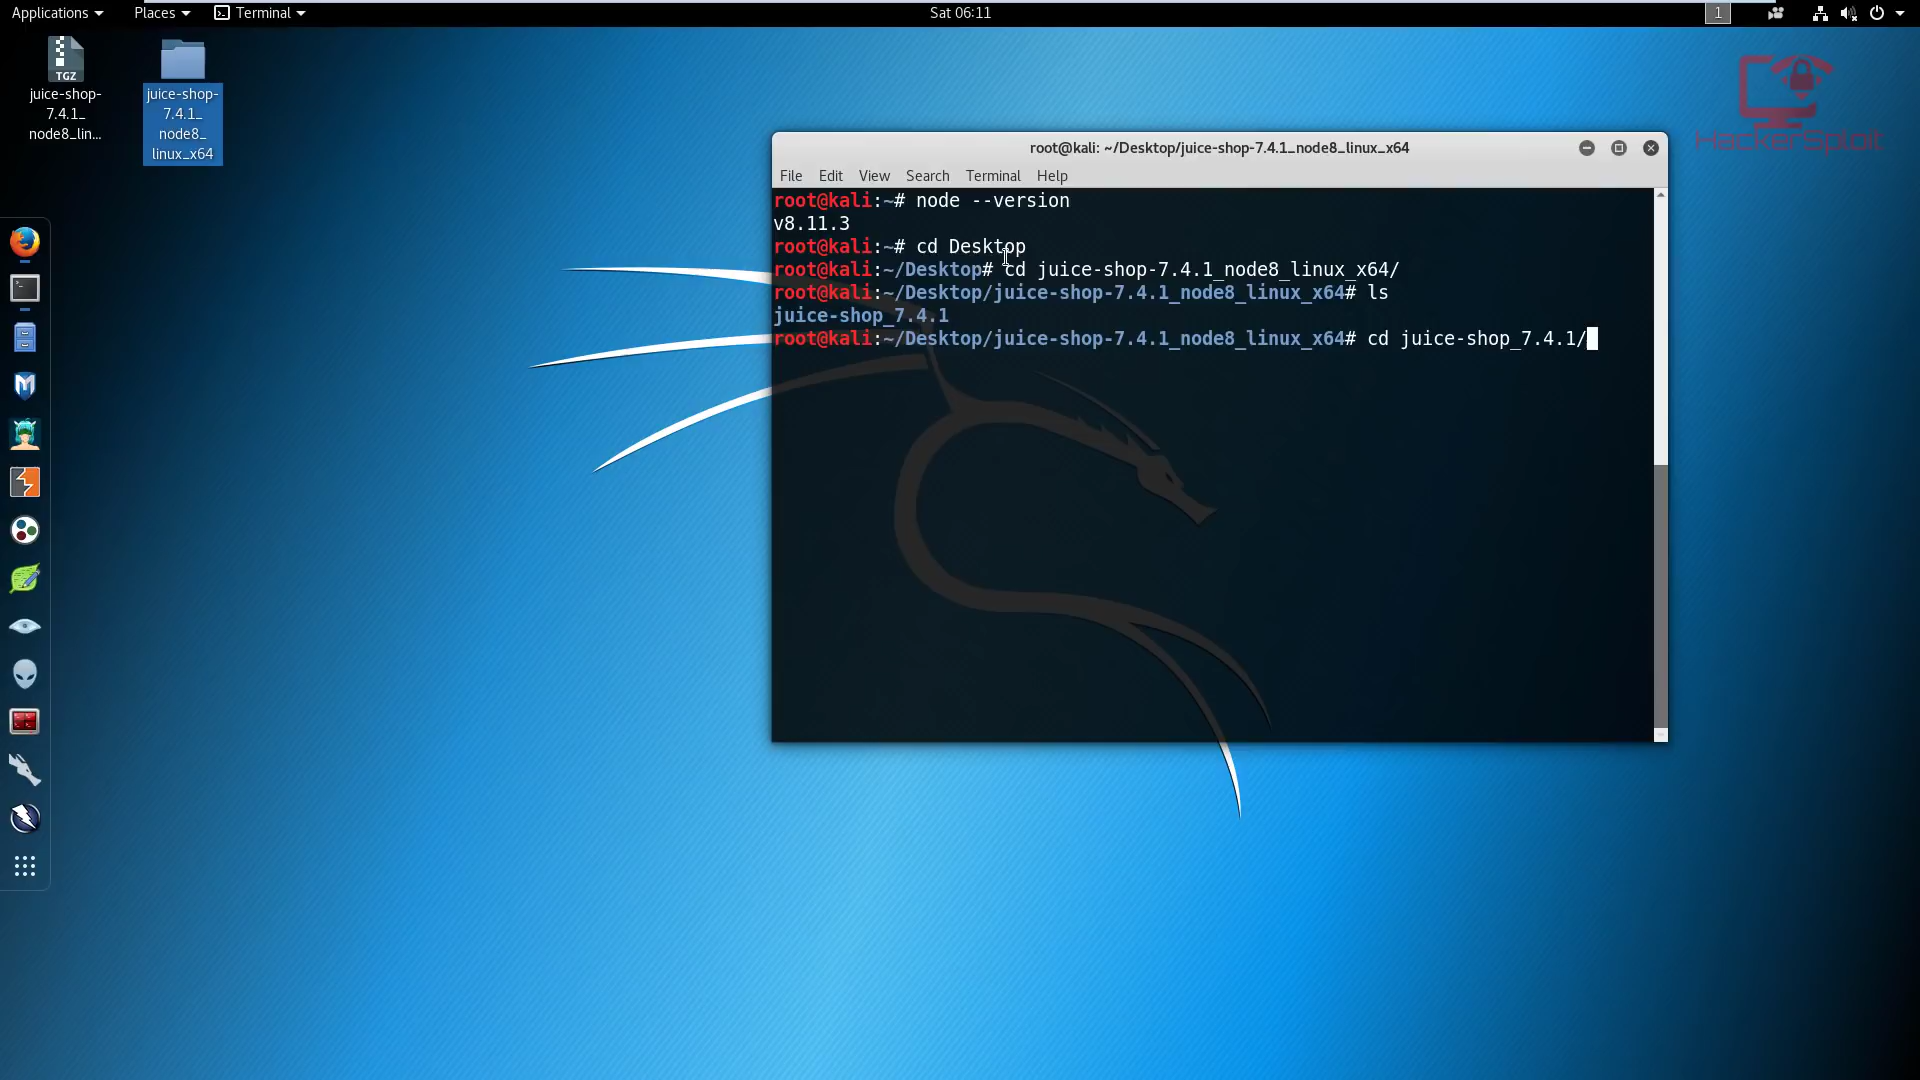 Applications Places Terminal Sat 06:11 1
TGZ
juice-shop-
7.4.1_
node8_lin...
juice-shop-
7.4.1_
node8_
linux_x64
HackerSploit
root@kali: ~/Desktop/juice-shop-7.4.1_node8_linux_x64
File Edit View Search Terminal Help
root@kali:~# node --version
v8.11.3
root@kali:~# cd Desktop
root@kali:~/Desktop# cd juice-shop-7.4.1_node8_linux_x64/
root@kali:~/Desktop/juice-shop-7.4.1_node8_linux_x64# ls
juice-shop_7.4.1
root@kali:~/Desktop/juice-shop-7.4.1_node8_linux_x64# cd juice-shop_7.4.1/